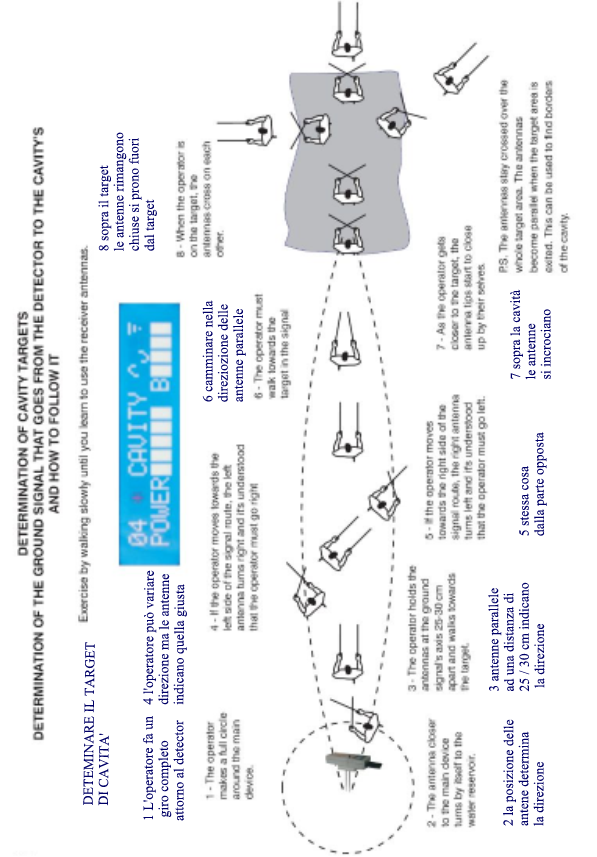 DETERMINATION OF CAVITY TARGETS
DETERMINATION OF THE GROUND SIGNAL THAT GOES FROM THE DETECTOR TO THE CAVITY'S
AND HOW TO FOLLOW IT
DETEMINARE IL TARGET
DI CAVITA'
Exercise by walking slowly until you learn to use the receiver antennas.
04 * CAVITY
POWER B
1 L'operatore fa un
giro completo
attorno al detector
4 l'operatore può variare
direzione ma le antenne
indicano quella giusta
6 camminare nella
direziozione delle
antenne parallele
8 sopra il target
le antenne rimangono
chiuse si prono fuori
dal target
1 - The operator
makes a full circle
around the main
device.
4 - If the operator moves towards the
left side of the signal route, the left
antenna turns right and it's understood
that the operator must go right
6 - The operator must
walk towards the
target in the signal
8 - When the operator is
on the target, the
antennas cross on each
other.
2 - The antenna closer
to the main device
turns by itself to the
water reservoir.
3 - The operator holds the
antennas at the ground
signal's axis 25-30 cm
apart and walks towards
the target.
5 - If the operator moves
towards the right side of the
signal route, the right antenna
turns left and it's understood
that the operator must go left.
7 - As the operator gets
closer to the target, the
antenna tips start to close
up by their selves.
P.S. The antennas stay crossed over the
whole target area. The antennas
become parallel when the target area is
exited. This can be used to find borders
of the cavity.
2 la posizione delle
antene determina
la direzione
3 antenne parallele
ad una distanza di
25 / 30 cm indicano
la direzione
5 stessa cosa
dalla parte opposta
7 sopra la cavità
le antenne
si incrociano